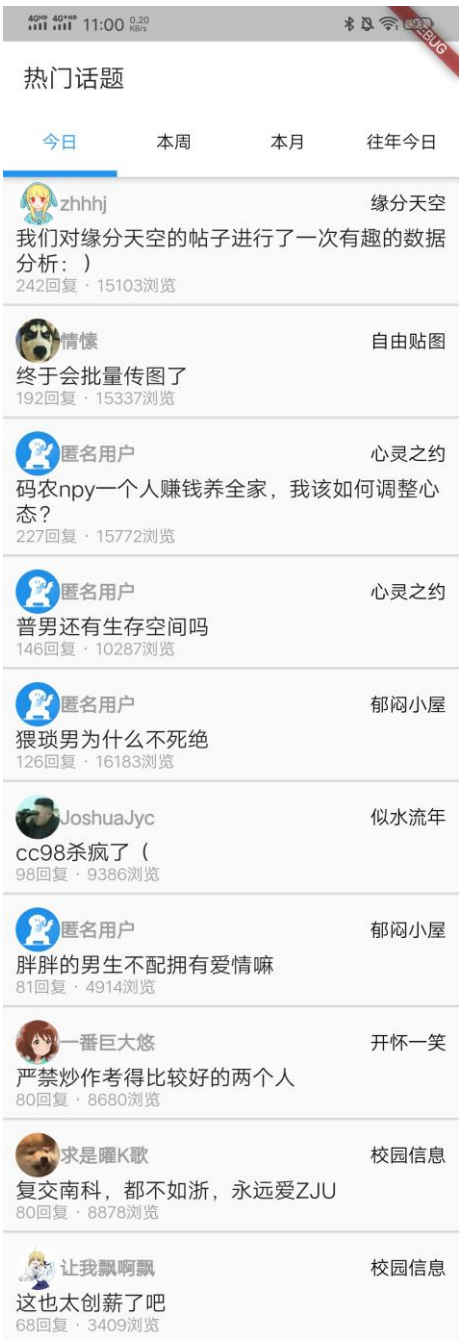 4GHD 4G+HD 11:00 0.20 KB/s
热门话题
今日 本周 本月 往年今日
zhhhj 缘分天空
我们对缘分天空的帖子进行了一次有趣的数据
分析：)
242回复 · 15103浏览
情愫 自由贴图
终于会批量传图了
192回复 · 15337浏览
匿名用户 心灵之约
码农npy一个人赚钱养全家，我该如何调整心
态？
227回复 · 15772浏览
匿名用户 心灵之约
普男还有生存空间吗
146回复 · 10287浏览
匿名用户 郁闷小屋
猥琐男为什么不死绝
126回复 · 16183浏览
JoshuaJyc 似水流年
cc98杀疯了（
98回复 · 9386浏览
匿名用户 郁闷小屋
胖胖的男生不配拥有爱情嘛
81回复 · 4914浏览
一番巨大悠 开怀一笑
严禁炒作考得比较好的两个人
80回复 · 8680浏览
求是曜K歌 校园信息
复交南科，都不如浙，永远爱ZJU
80回复 · 8878浏览
让我飘啊飘 校园信息
这也太创薪了吧
68回复 · 3409浏览